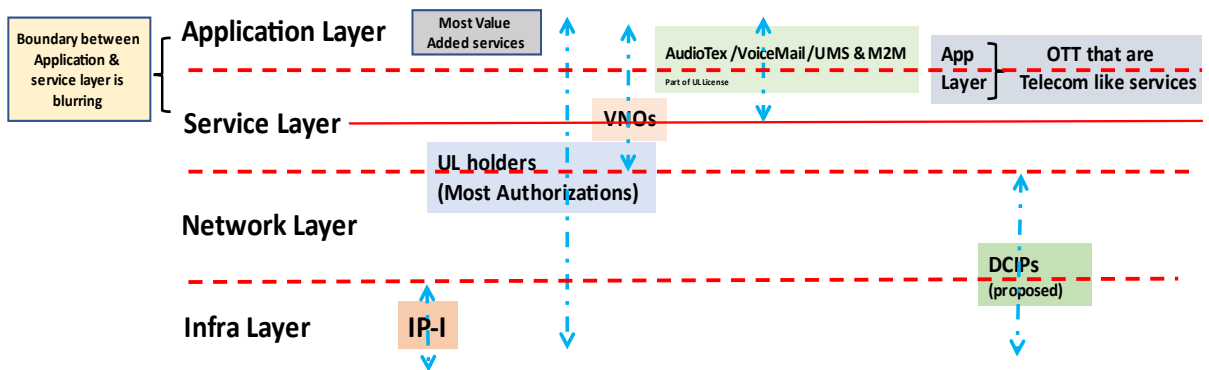 Boundary between
Application &
service layer is
blurring
Application Layer
Most Value
Added services
AudioTex /VoiceMail/UMS & M2M
Part of UL License
App
Layer
OTT that are
Telecom like services
Service Layer
VNOs
UL holders
(Most Authorizations)
Network Layer
DCIPs
(proposed)
Infra Layer
IP-I